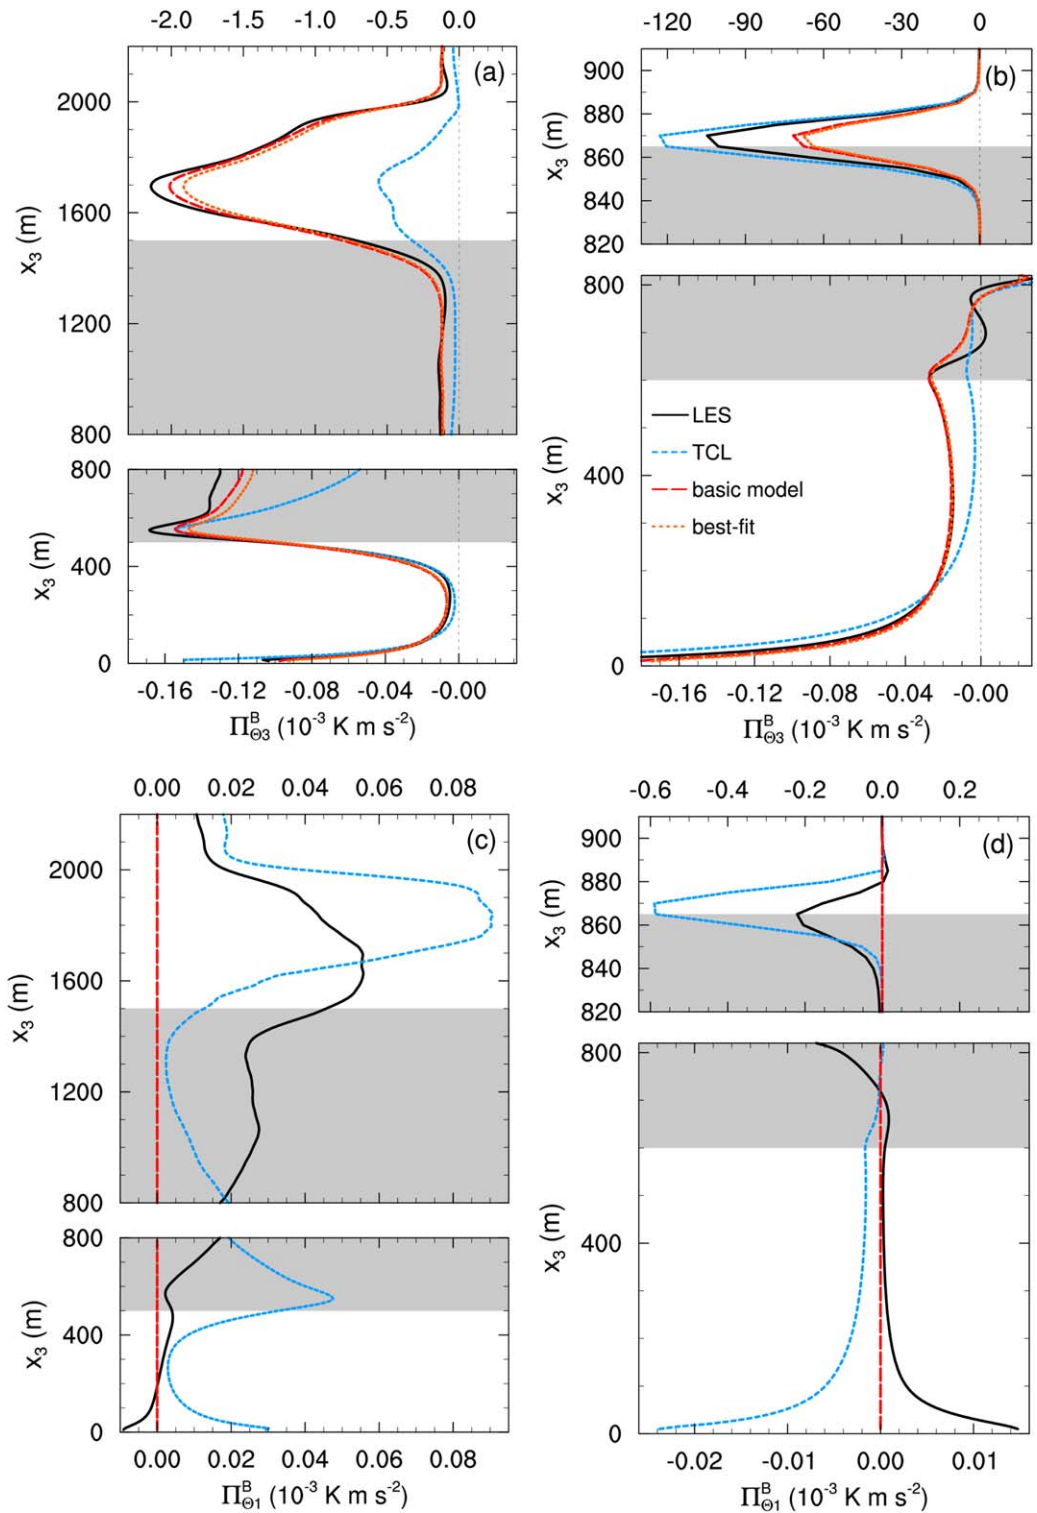 -2.0 -1.5 -1.0 -0.5 0.0
(a)
2000
1600
1200
800
x3 (m)
800
400
0
x3 (m)
-0.16 -0.12 -0.08 -0.04 -0.00
Π^B_Θ3 (10^-3 K m s^-2)
-120 -90 -60 -30 0
(b)
900
880
860
840
820
x3 (m)
800
400
0
x3 (m)
LES
TCL
basic model
best-fit
-0.16 -0.12 -0.08 -0.04 -0.00
Π^B_Θ3 (10^-3 K m s^-2)
0.00 0.02 0.04 0.06 0.08
(c)
2000
1600
1200
800
x3 (m)
800
400
0
x3 (m)
0.00 0.02 0.04 0.06 0.08
Π^B_Θ1 (10^-3 K m s^-2)
-0.6 -0.4 -0.2 0.0 0.2
(d)
900
880
860
840
820
x3 (m)
800
400
0
x3 (m)
-0.02 -0.01 0.00 0.01
Π^B_Θ1 (10^-3 K m s^-2)